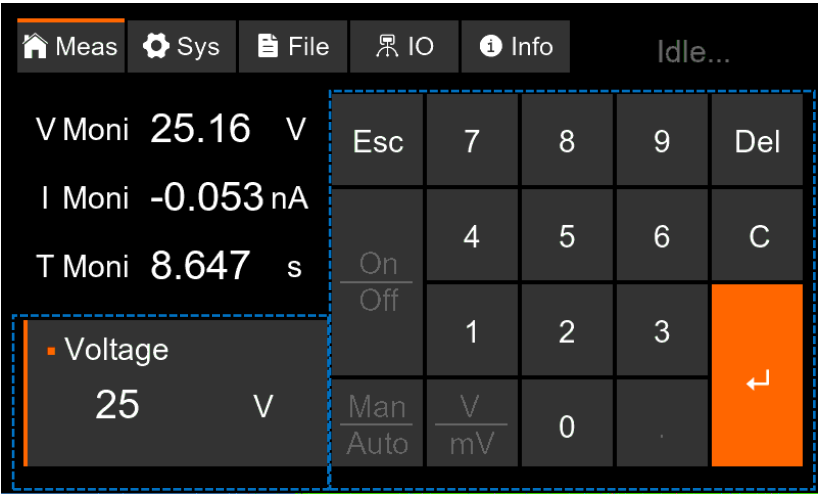 Meas Sys File IO Info Idle...
V Moni 25.16 V
I Moni -0.053 nA
T Moni 8.647 s
Voltage
25 V
Esc 7 8 9 Del
On
Off
4 5 6 C
1 2 3
Man
Auto
V
mV
0 .